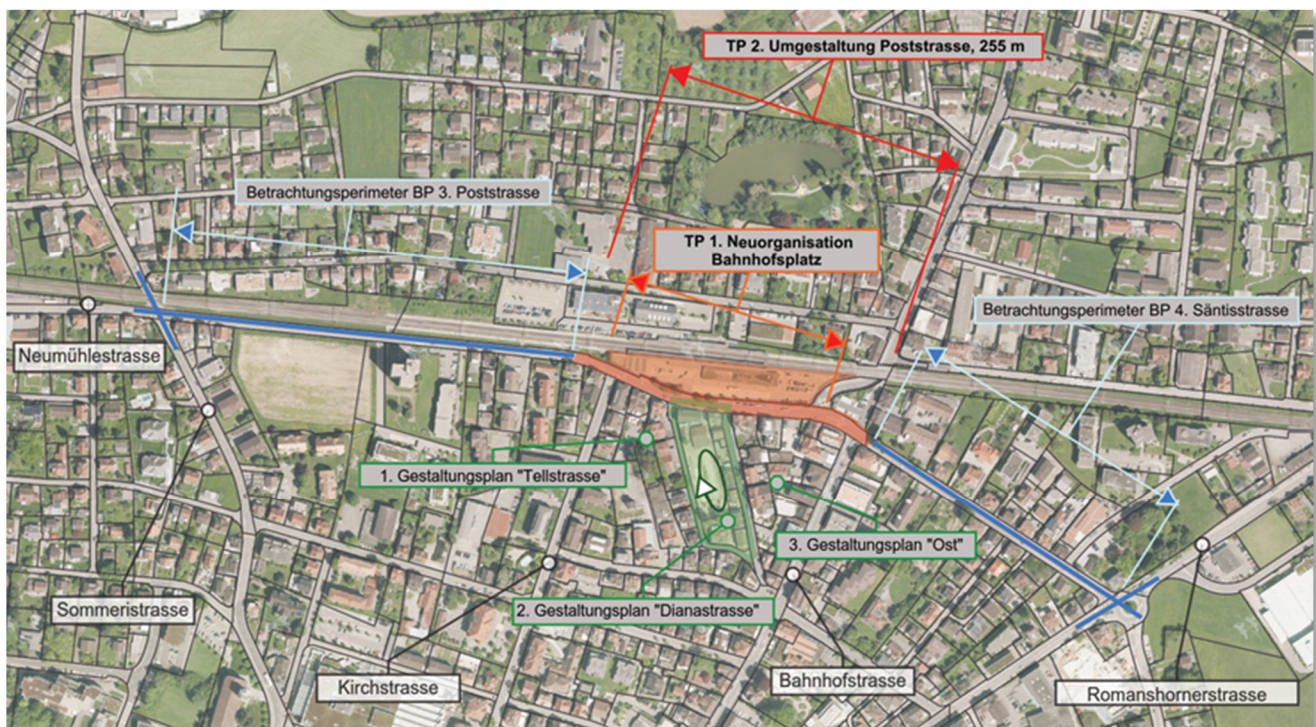 TP 2. Umgestaltung Poststrasse, 255 m
Betrachtungsperimeter BP 3. Poststrasse
TP 1. Neuorganisation
Bahnhofsplatz
Betrachtungsperimeter BP 4. Säntisstrasse
Neumühlestrasse
1. Gestaltungsplan "Tellstrasse"
3. Gestaltungsplan "Ost"
Sommeristrasse
2. Gestaltungsplan "Dianastrasse"
Kirchstrasse
Bahnhofstrasse
Romanshornerstrasse